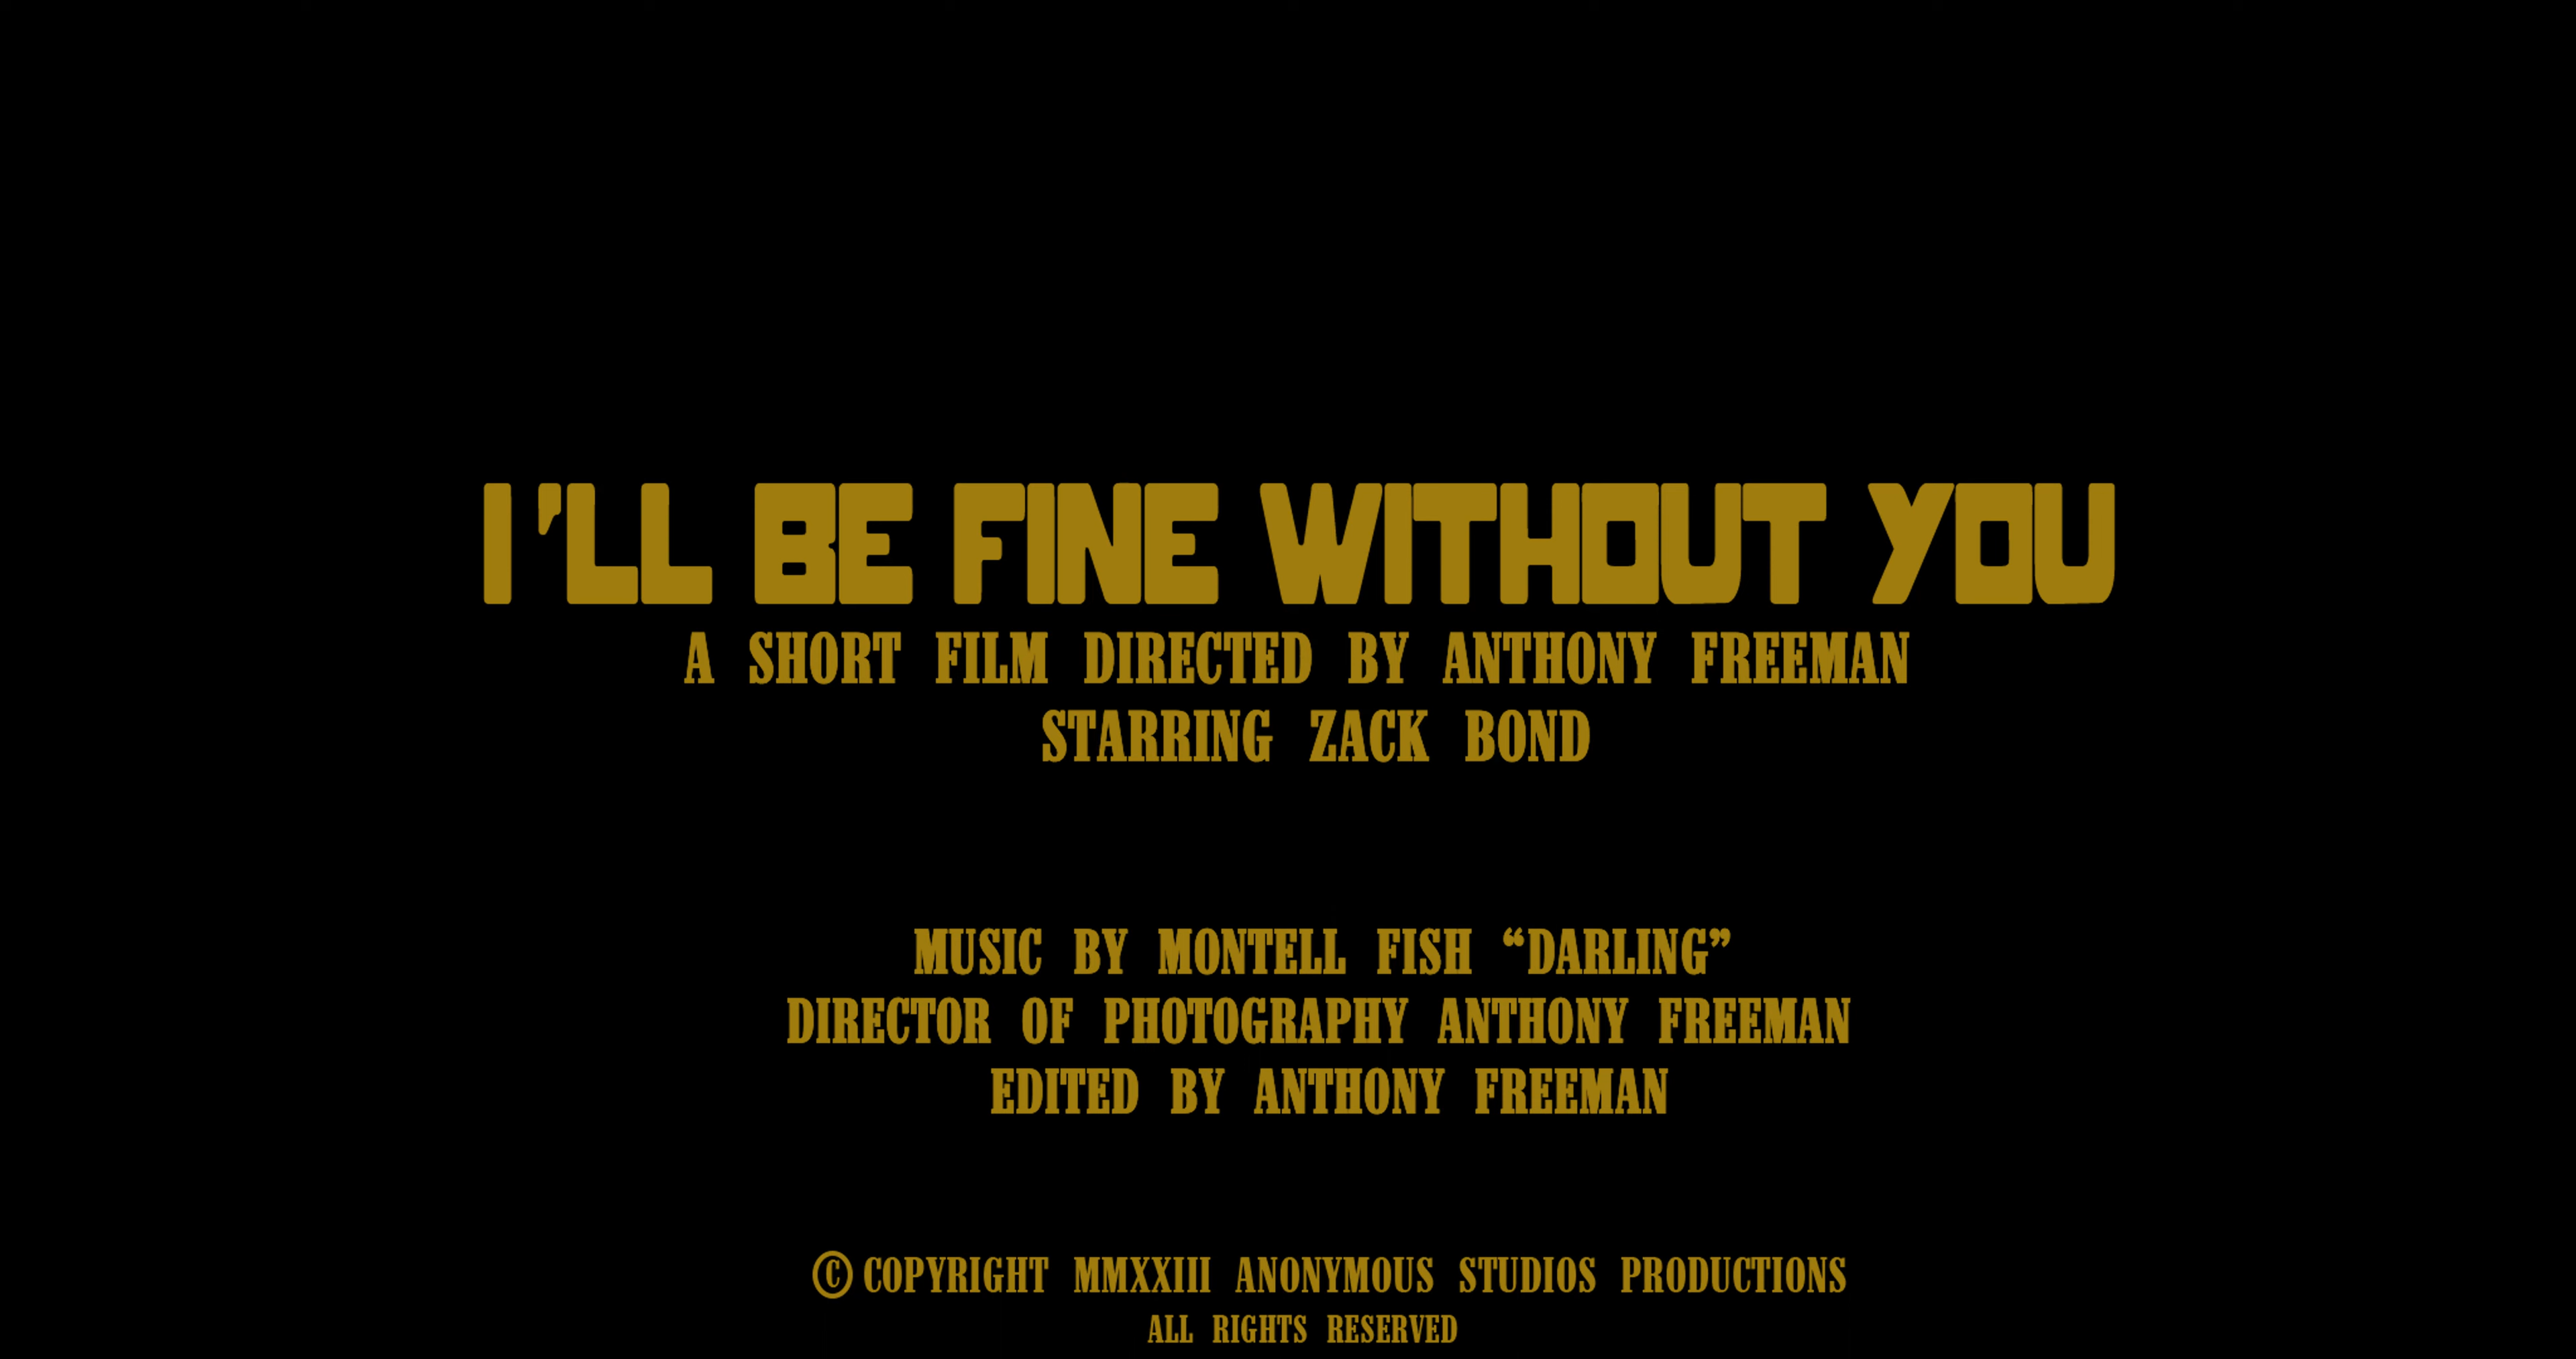 I'LL BE FINE WITHOUT YOU
A SHORT FILM DIRECTED BY ANTHONY FREEMAN
STARRING ZACK BOND
MUSIC BY MONTELL FISH “DARLING”
DIRECTOR OF PHOTOGRAPHY ANTHONY FREEMAN
EDITED BY ANTHONY FREEMAN
© COPYRIGHT MMXXIII ANONYMOUS STUDIOS PRODUCTIONS
ALL RIGHTS RESERVED